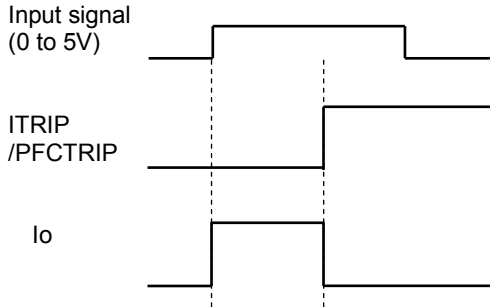 Input signal
(0 to 5V)
ITRIP
/PFCTRIP
Io